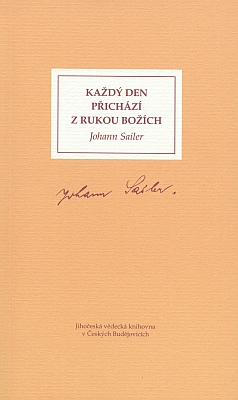 KAŽDÝ DEN
PŘICHÁZÍ
Z RUKOU BOŽÍCH
Johann Sailer
Johann Sailer.
Jihočeská vědecká knihovna
v Českých Budějovicích